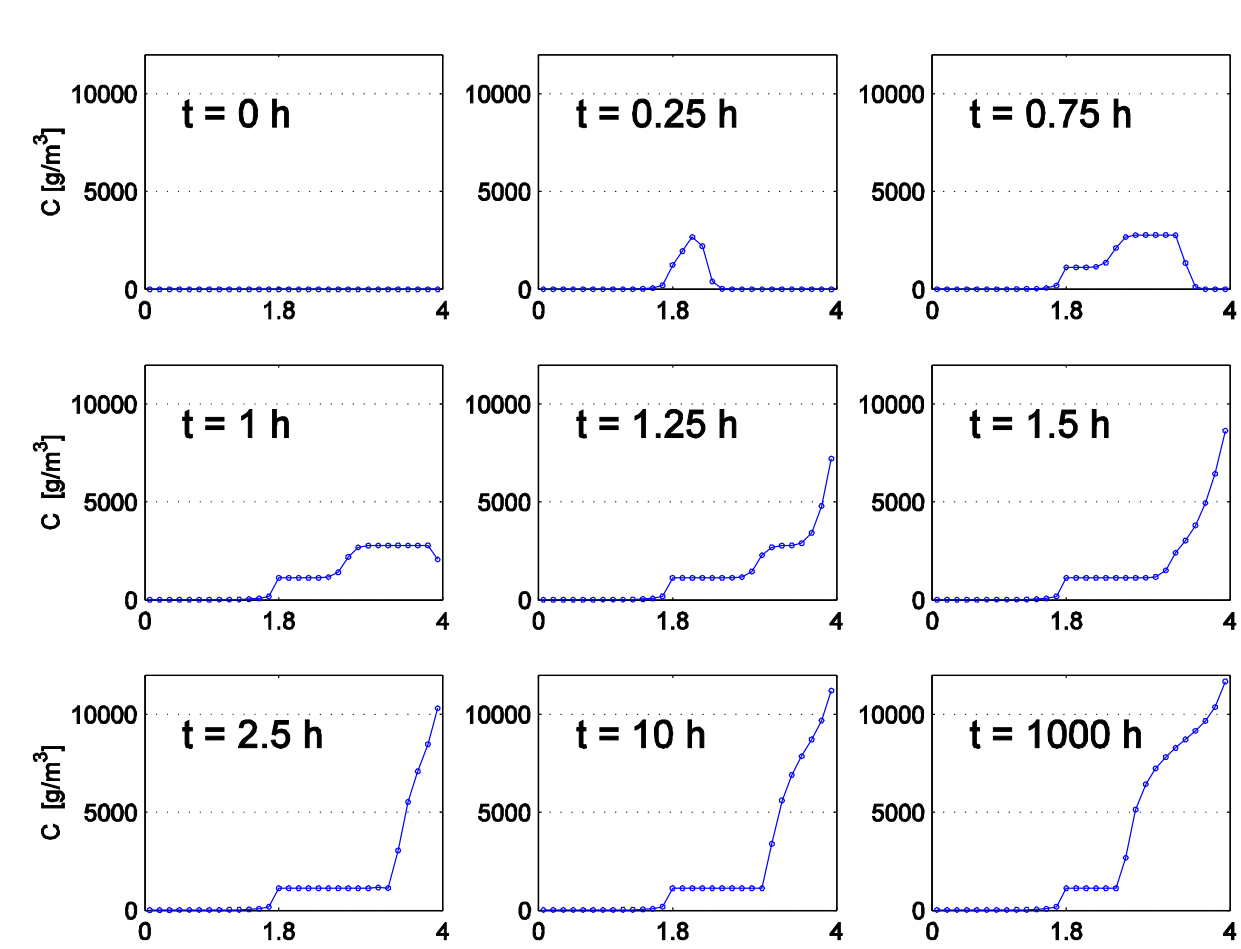 t = 0 h
t = 0.25 h
t = 0.75 h
C [g/m³]
10000
5000
0
0 1.8 4
10000
5000
0
0 1.8 4
10000
5000
0
0 1.8 4
t = 1 h
t = 1.25 h
t = 1.5 h
C [g/m³]
10000
5000
0
0 1.8 4
10000
5000
0
0 1.8 4
10000
5000
0
0 1.8 4
t = 2.5 h
t = 10 h
t = 1000 h
C [g/m³]
10000
5000
0
0 1.8 4
10000
5000
0
0 1.8 4
10000
5000
0
0 1.8 4